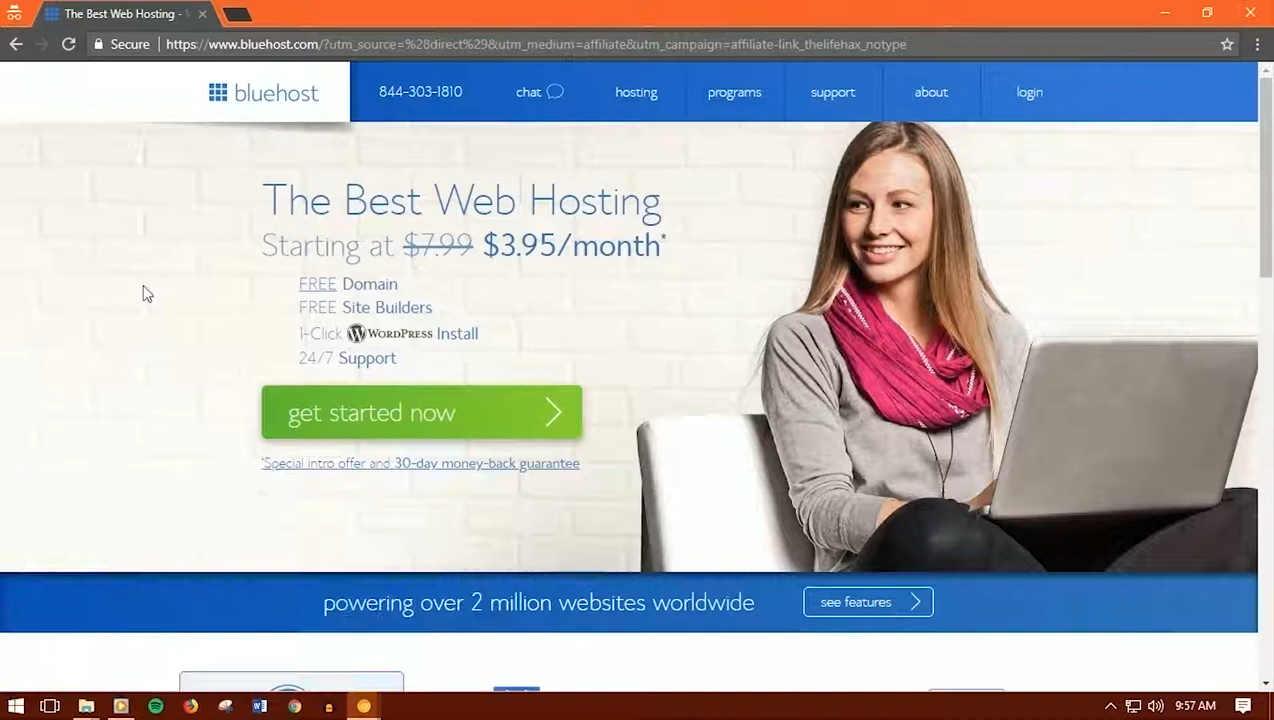 The Best Web Hosting -
Secure
https://www.bluehost.com/?utm_source=%28direct%29&utm_medium=affiliate&utm_campaign=affiliate-link_thelifehax_notype
bluehost
844-303-1810
chat
hosting
programs
support
about
login
The Best Web Hosting
Starting at $7.99 $3.95/month*
FREE Domain
FREE Site Builders
1-Click WORDPRESS Install
24/7 Support
get started now
*Special intro offer and 30-day money-back guarantee
powering over 2 million websites worldwide
see features
9:57 AM